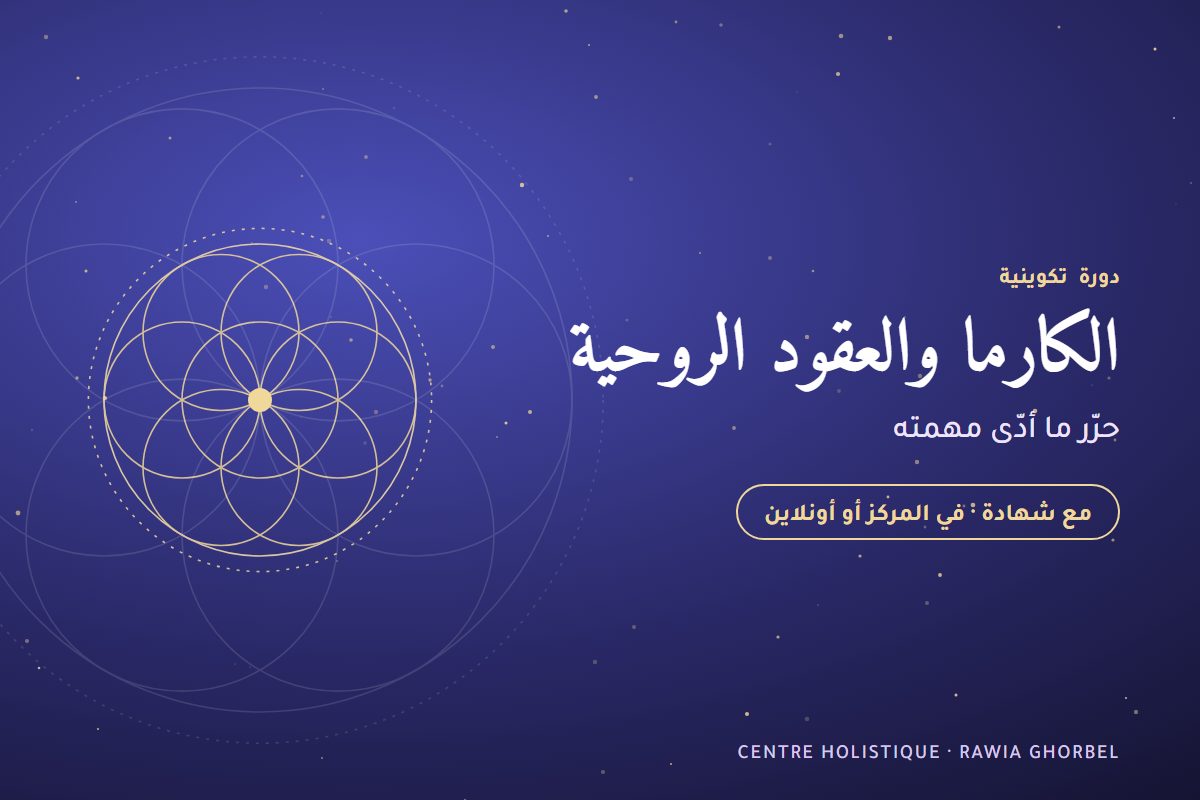 دورة تكوينية
الكارما والعقود الروحية
حرّر ما أدّى مهمته
مع شهادة · في المركز أو أونلاين
CENTRE HOLISTIQUE · RAWIA GHORBEL